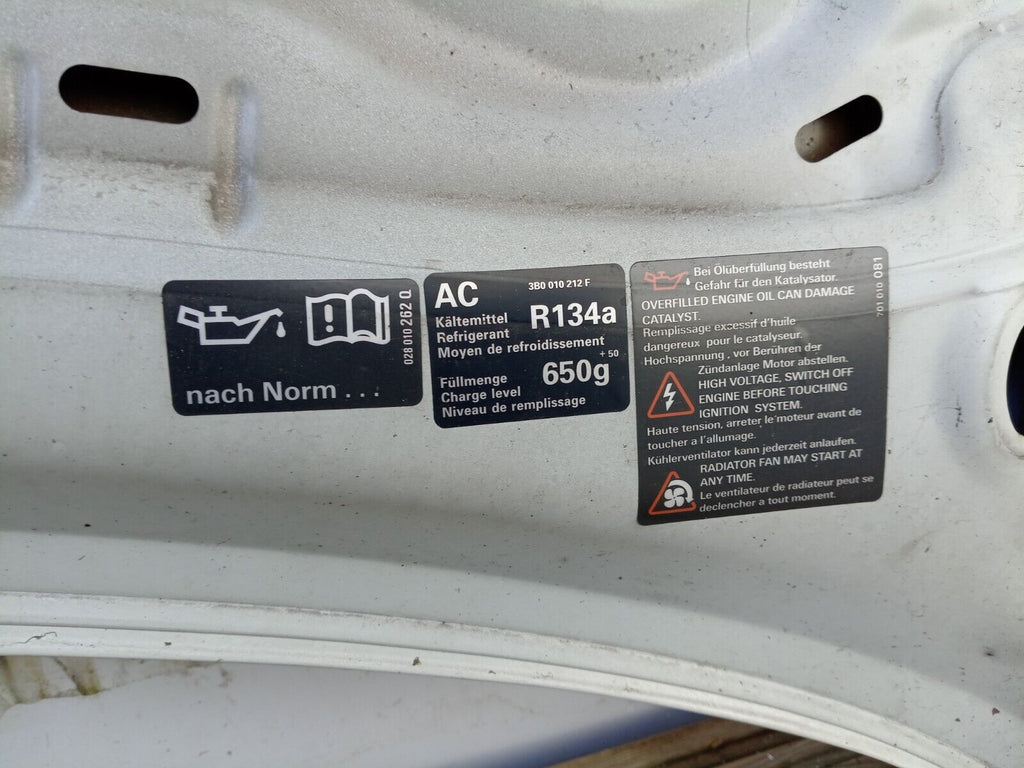 028 010 262 Q
nach Norm ...
AC
3B0 010 212 F
Kältemittel
Refrigerant
R134a
Moyen de refroidissement
Füllmenge
Charge level
650g
+50
Niveau de remplissage
Bei Ölüberfüllung besteht
Gefahr für den Katalysator.
OVERFILLED ENGINE OIL CAN DAMAGE
CATALYST.
Remplissage excessif d'huile
dangereux pour le catalyseur.
Hochspannung, vor Berühren der
Zündanlage Motor abstellen.
HIGH VOLTAGE, SWITCH OFF
ENGINE BEFORE TOUCHING
IGNITION SYSTEM.
Haute tension, arreter le moteur avant de
toucher a l'allumage.
Kühlerventilator kann jederzeit anlaufen.
RADIATOR FAN MAY START AT
ANY TIME.
Le ventilateur de radiateur peut se
declencher a tout moment.
701 010 081